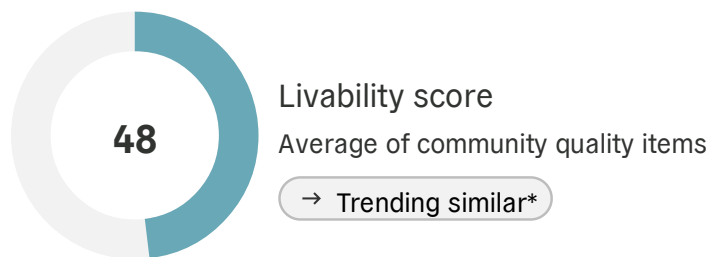 48
Livability score
Average of community quality items
→ Trending similar*